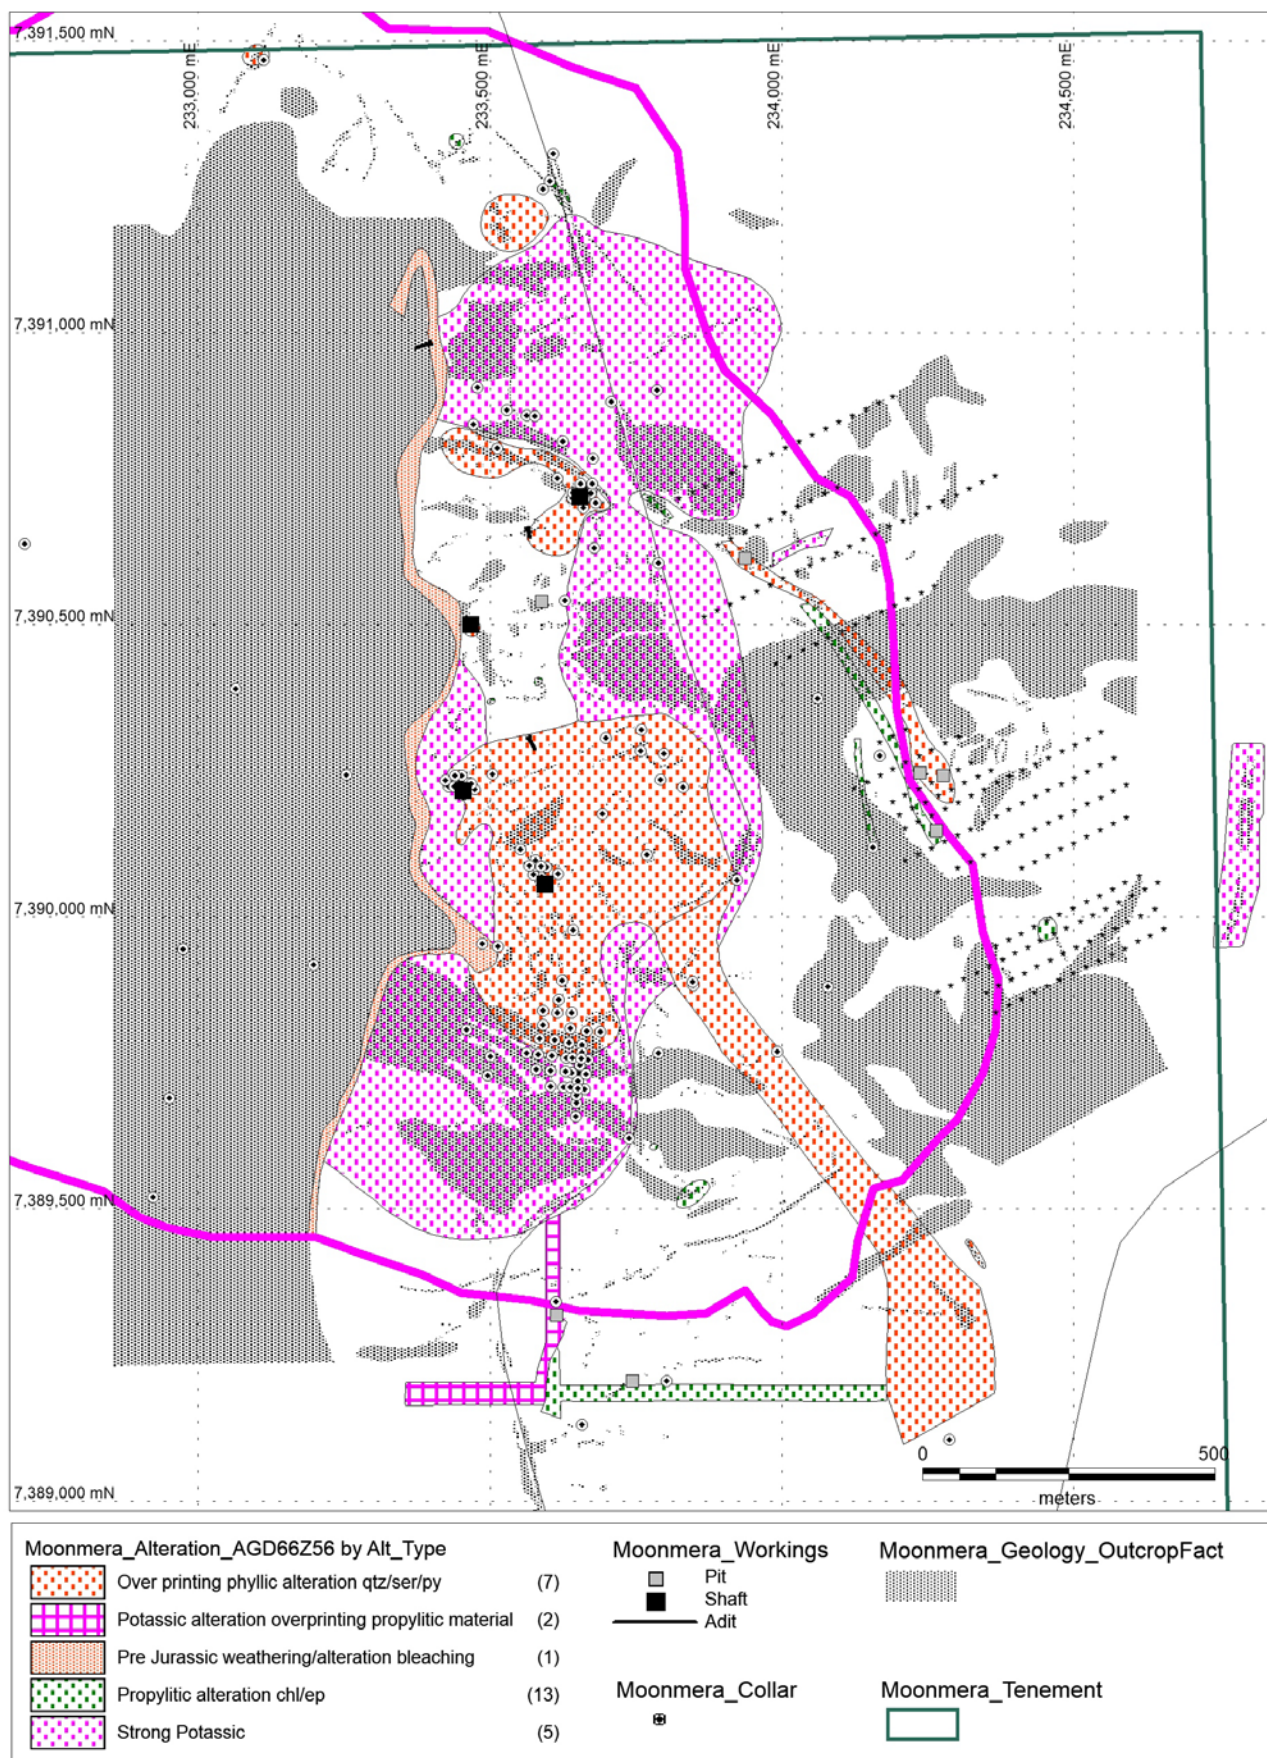 7,391,500 mN
233,000 mE
233,500 mE
234,000 mE
234,500 mE
7,391,000 mN
7,390,500 mN
7,390,000 mN
7,389,500 mN
7,389,000 mN
0 500
meters
Moonmera_Alteration_AGD66Z56 by Alt_Type
Over printing phyllic alteration qtz/ser/py (7)
Potassic alteration overprinting propylitic material (2)
Pre Jurassic weathering/alteration bleaching (1)
Propylitic alteration chl/ep (13)
Strong Potassic (5)
Moonmera_Workings
Pit
Shaft
Adit
Moonmera_Collar
Moonmera_Geology_OutcropFact
Moonmera_Tenement